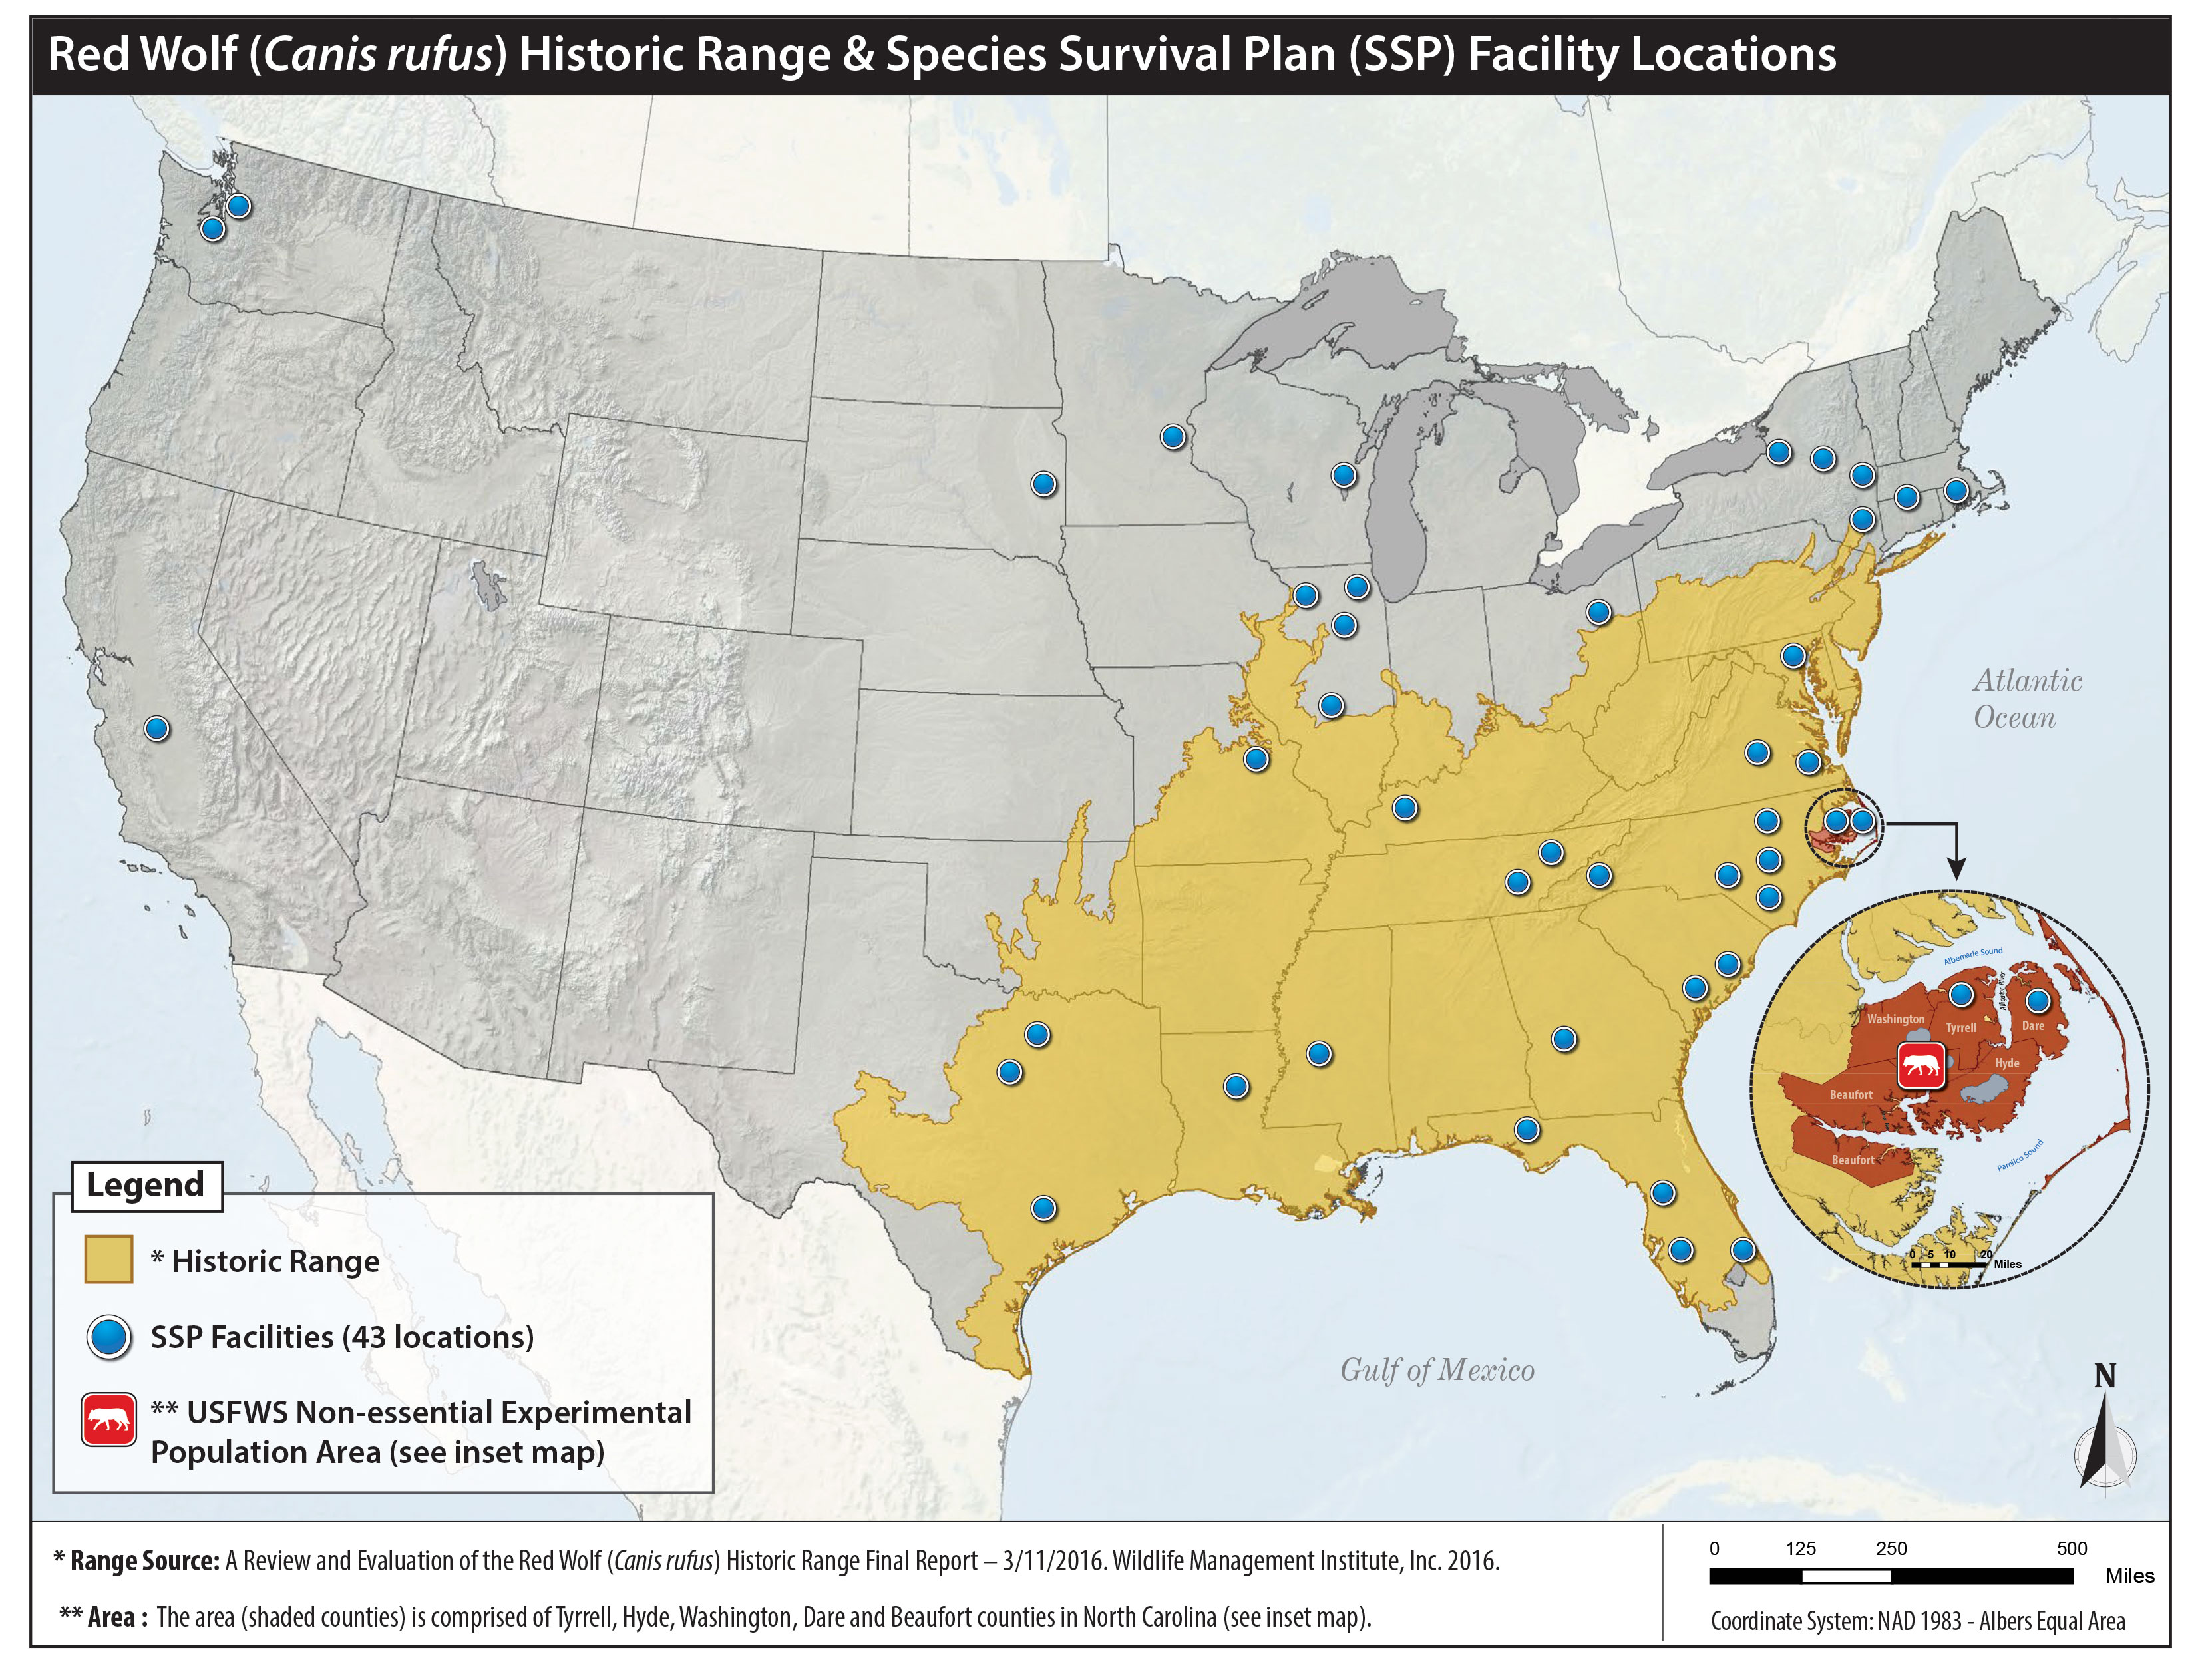 Red Wolf (Canis rufus) Historic Range & Species Survival Plan (SSP) Facility Locations
Atlantic
Ocean
Albemarle Sound
Alligator River
Washington
Tyrrell
Dare
Hyde
Beaufort
Beaufort
Pamlico Sound
0 5 10 20
Miles
Gulf of Mexico
N
Legend
* Historic Range
SSP Facilities (43 locations)
** USFWS Non-essential Experimental
Population Area (see inset map)
* Range Source: A Review and Evaluation of the Red Wolf (Canis rufus) Historic Range Final Report – 3/11/2016. Wildlife Management Institute, Inc. 2016.
** Area : The area (shaded counties) is comprised of Tyrrell, Hyde, Washington, Dare and Beaufort counties in North Carolina (see inset map).
0 125 250 500
Miles
Coordinate System: NAD 1983 - Albers Equal Area